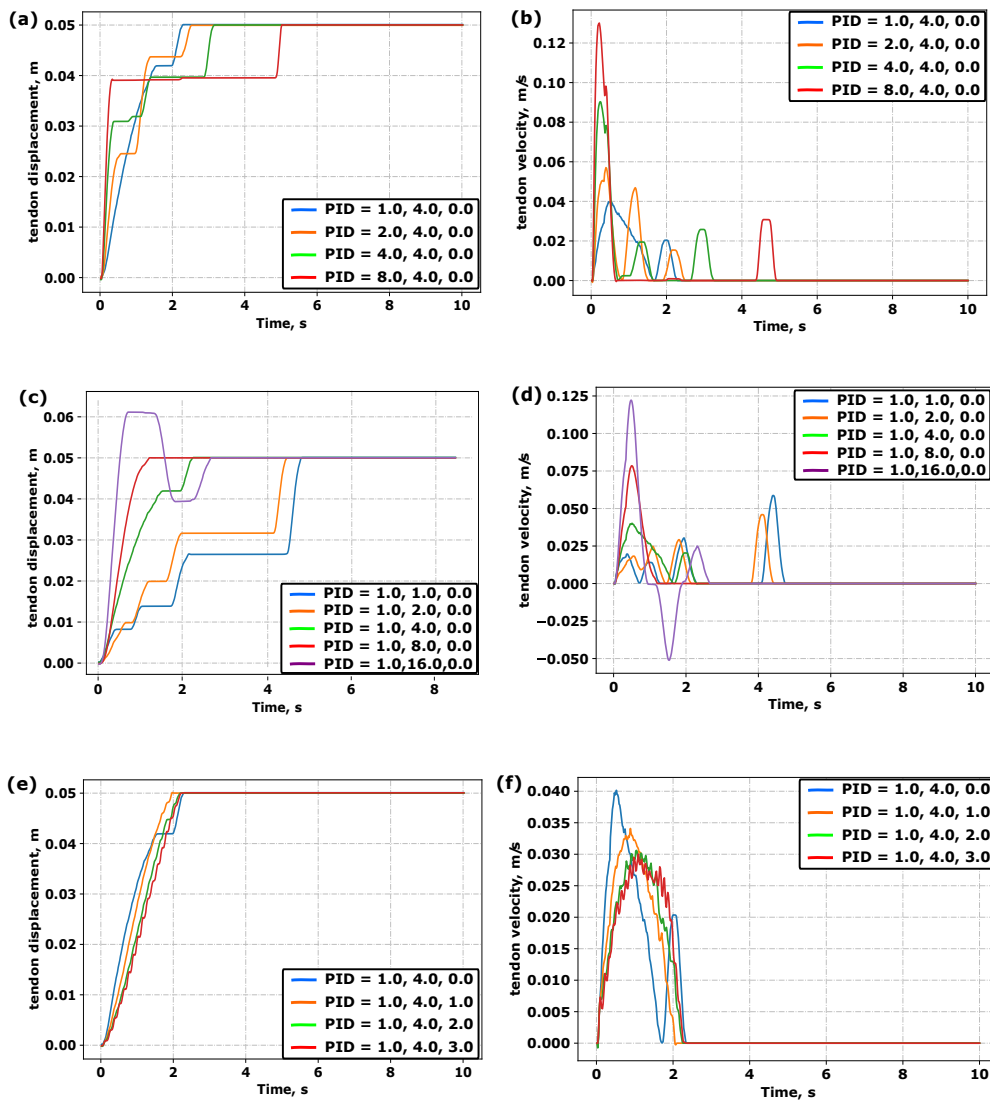 (a)
tendon displacement, m
0.05
0.04
0.03
0.02
0.01
0.00
PID = 1.0, 4.0, 0.0
PID = 2.0, 4.0, 0.0
PID = 4.0, 4.0, 0.0
PID = 8.0, 4.0, 0.0
0 2 4 6 8 10
Time, s
(b)
tendon velocity, m/s
0.12
0.10
0.08
0.06
0.04
0.02
0.00
PID = 1.0, 4.0, 0.0
PID = 2.0, 4.0, 0.0
PID = 4.0, 4.0, 0.0
PID = 8.0, 4.0, 0.0
0 2 4 6 8 10
Time, s
(c)
tendon displacement, m
0.06
0.05
0.04
0.03
0.02
0.01
0.00
PID = 1.0, 1.0, 0.0
PID = 1.0, 2.0, 0.0
PID = 1.0, 4.0, 0.0
PID = 1.0, 8.0, 0.0
PID = 1.0,16.0,0.0
0 2 4 6 8
Time, s
(d)
tendon velocity, m/s
0.125
0.100
0.075
0.050
0.025
0.000
−0.025
−0.050
PID = 1.0, 1.0, 0.0
PID = 1.0, 2.0, 0.0
PID = 1.0, 4.0, 0.0
PID = 1.0, 8.0, 0.0
PID = 1.0,16.0,0.0
0 2 4 6 8 10
Time, s
(e)
tendon displacement, m
0.05
0.04
0.03
0.02
0.01
0.00
PID = 1.0, 4.0, 0.0
PID = 1.0, 4.0, 1.0
PID = 1.0, 4.0, 2.0
PID = 1.0, 4.0, 3.0
0 2 4 6 8 10
Time, s
(f)
tendon velocity, m/s
0.040
0.035
0.030
0.025
0.020
0.015
0.010
0.005
0.000
PID = 1.0, 4.0, 0.0
PID = 1.0, 4.0, 1.0
PID = 1.0, 4.0, 2.0
PID = 1.0, 4.0, 3.0
0 2 4 6 8 10
Time, s